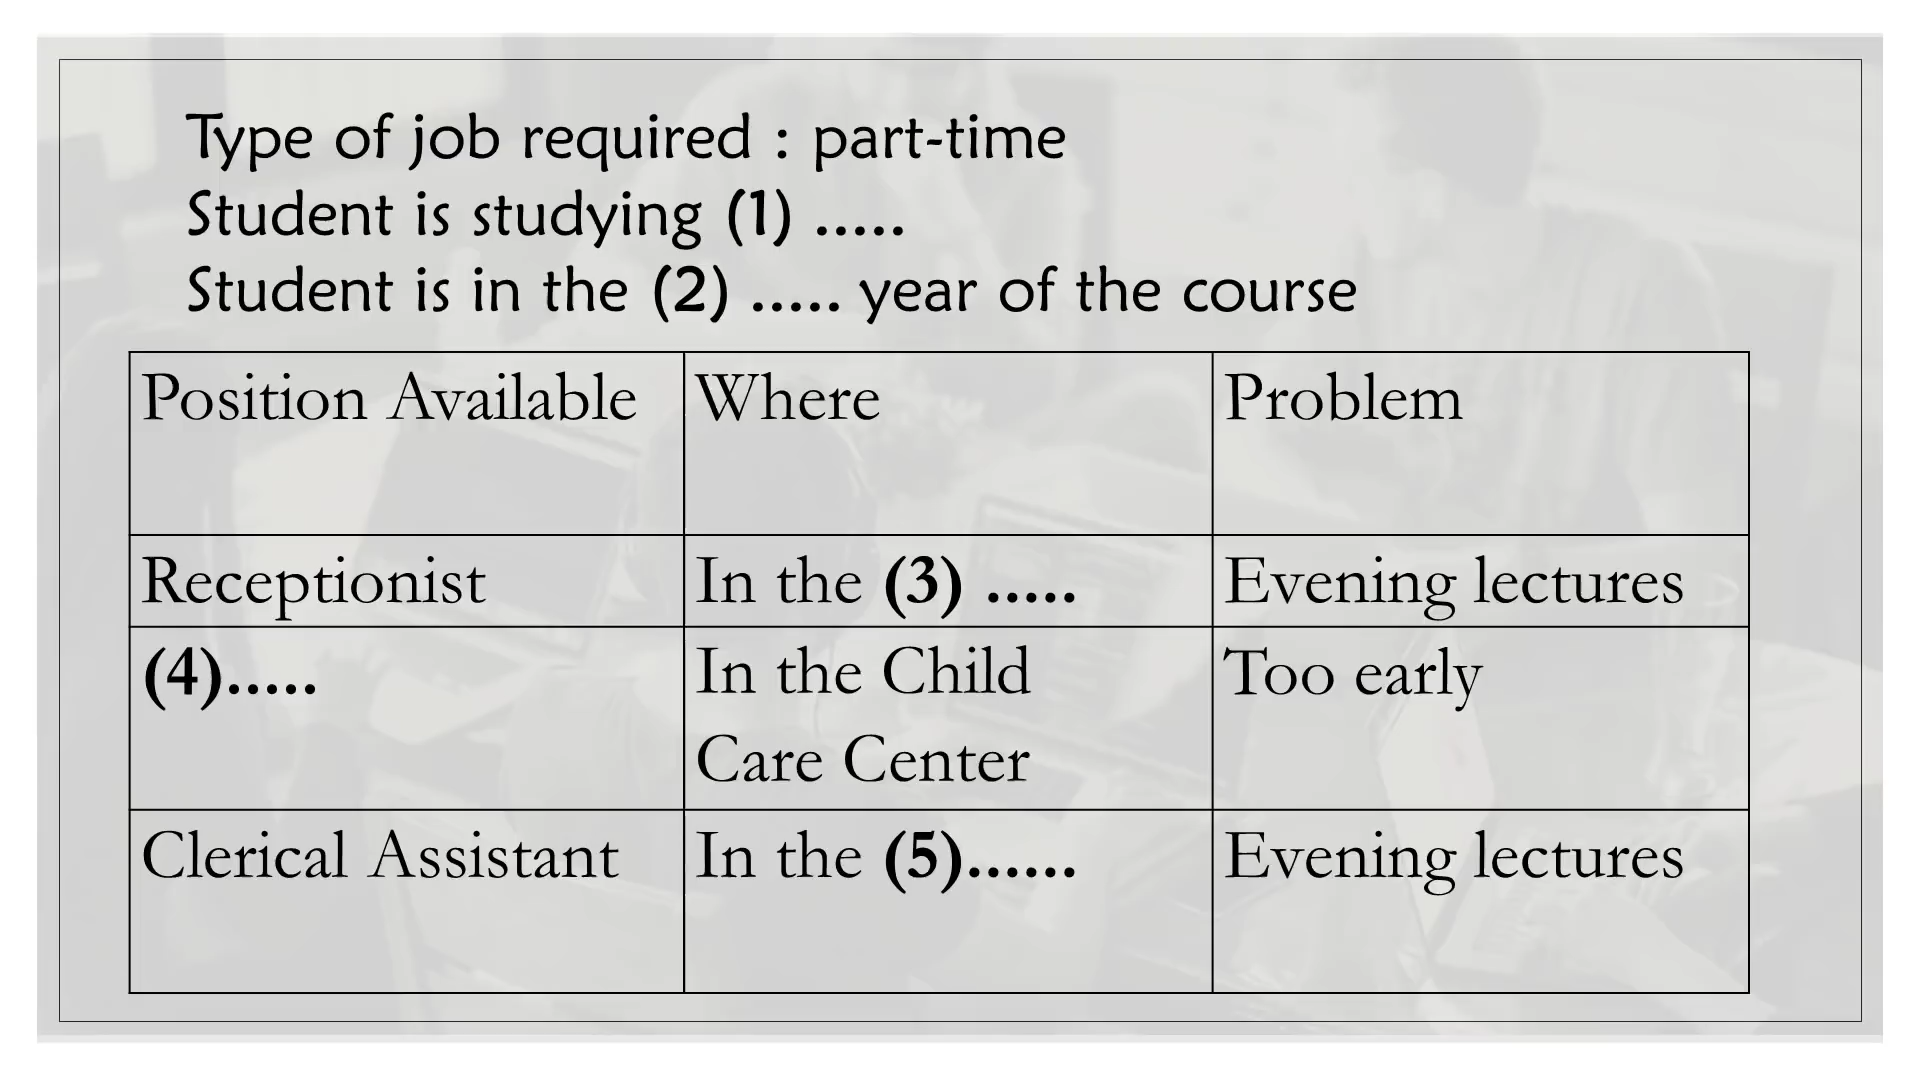 Type of job required : part-time
Student is studying (1) .....
Student is in the (2) ..... year of the course
Position Available
Where
Problem
Receptionist
In the (3) .....
Evening lectures
(4).....
In the Child
Care Center
Too early
Clerical Assistant
In the (5)......
Evening lectures